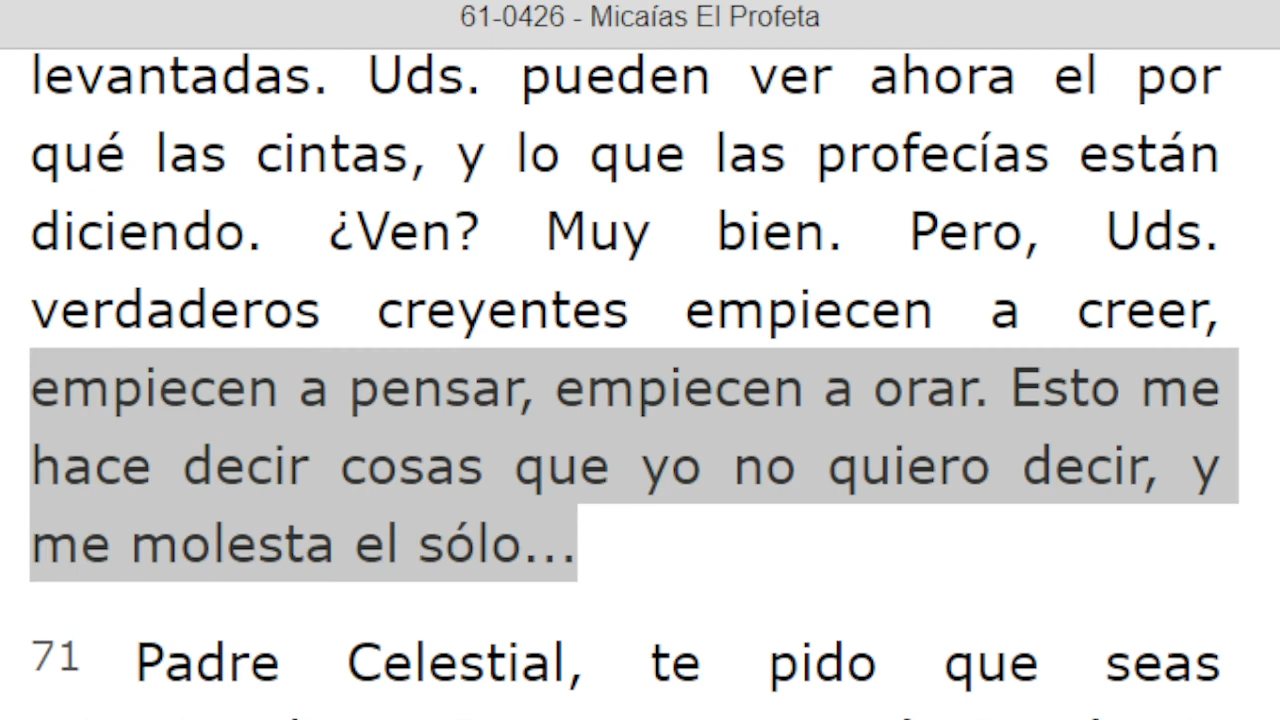 61-0426 - Micaías El Profeta
levantadas. Uds. pueden ver ahora el por
qué las cintas, y lo que las profecías están
diciendo. ¿Ven? Muy bien. Pero, Uds.
verdaderos creyentes empiecen a creer,
empiecen a pensar, empiecen a orar. Esto me
hace decir cosas que yo no quiero decir, y
me molesta el sólo...
71 Padre Celestial, te pido que seas